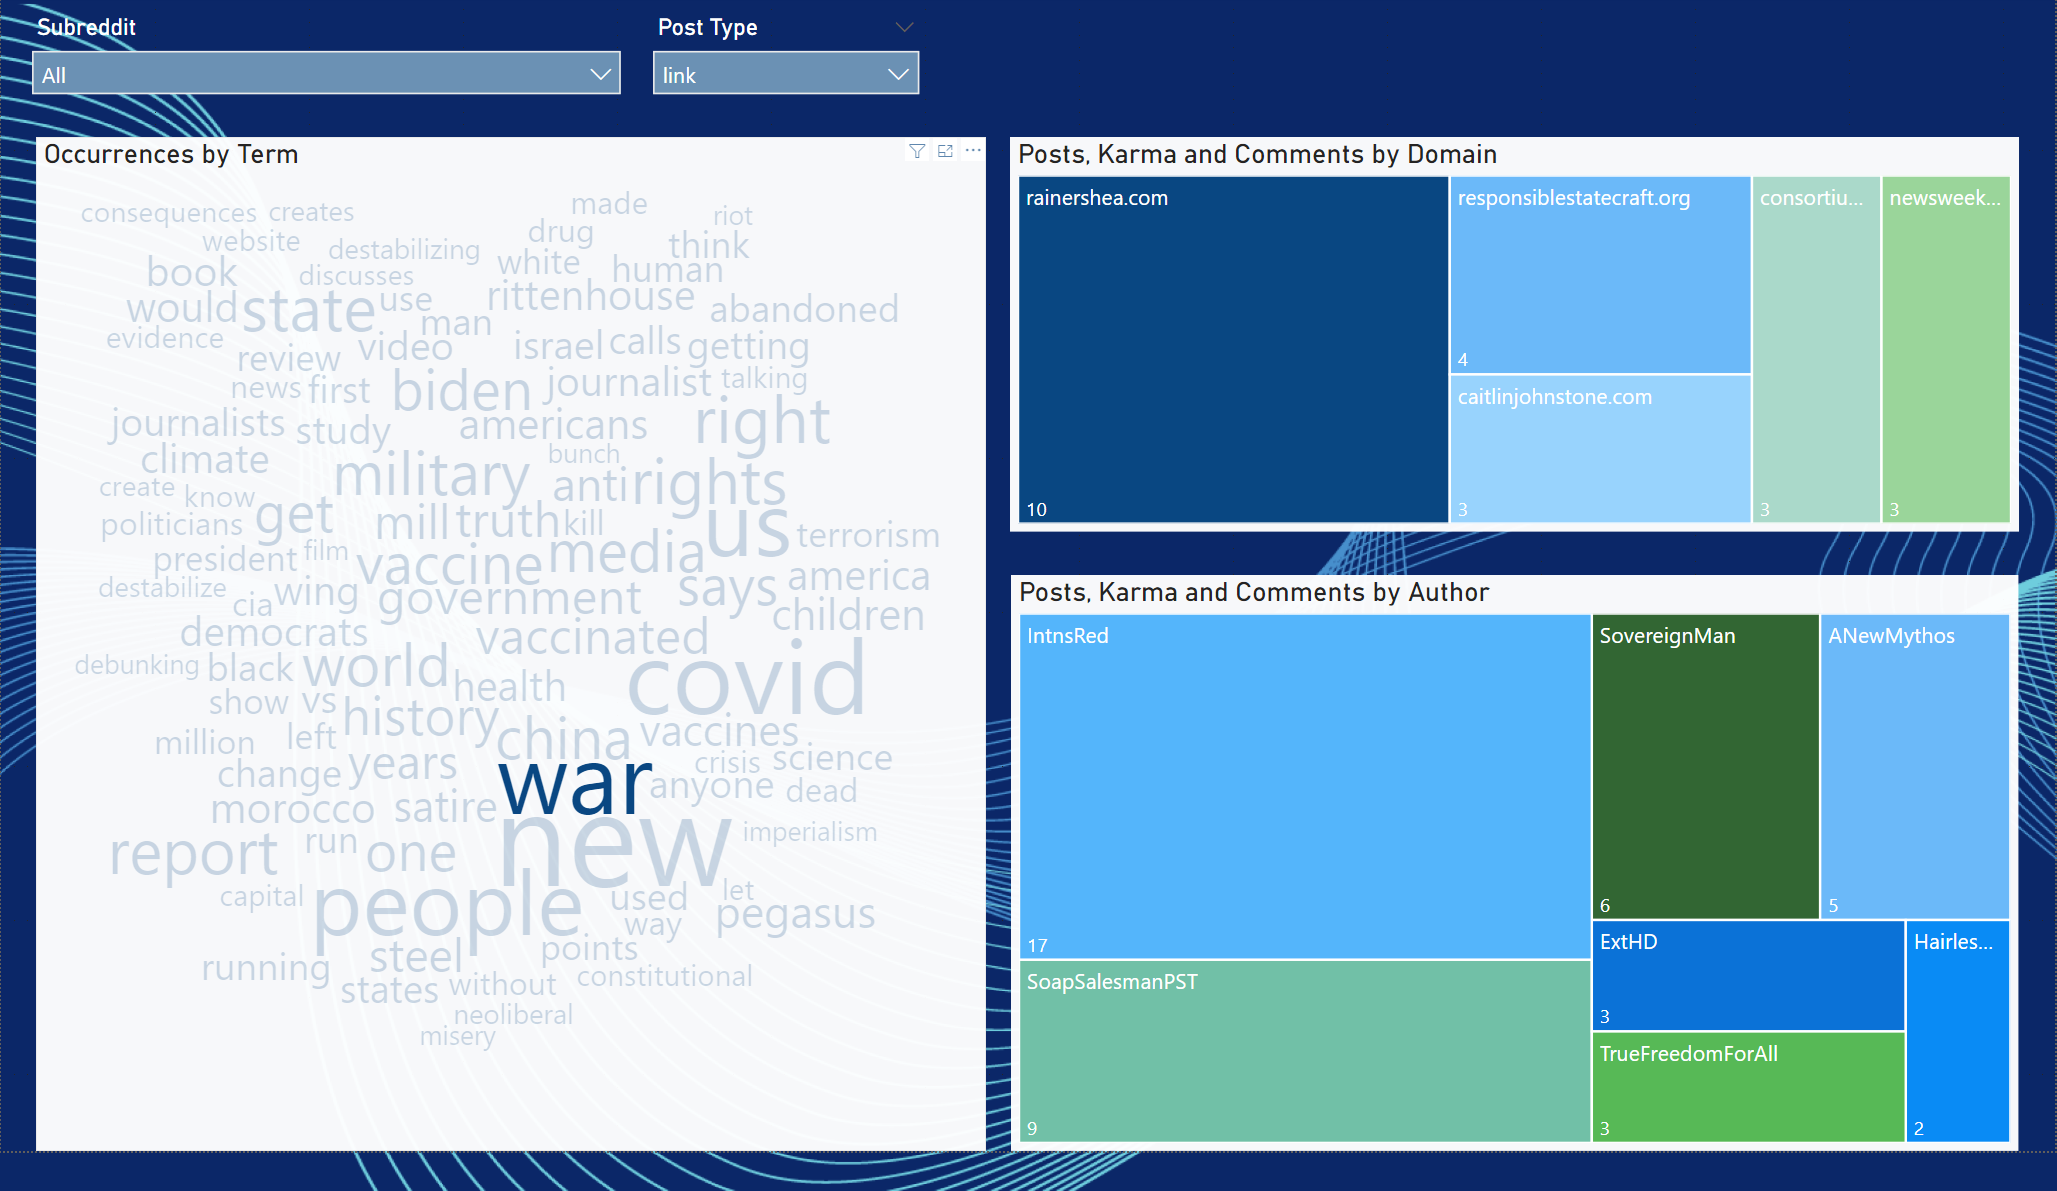 Subreddit
All
Post Type
link
Occurrences by Term
consequences creates made riot
website destabilizing drug think
book discusses white human
would state use rittenhouse abandoned
evidence man
review video israel calls getting
news first biden journalist talking
journalists study americans right
climate military bunch
create know anti rights
politicians get mill truth kill us terrorism
president film vaccine media
destabilize cia wing government says america
democrats vaccinated children
debunking black world health covid
show vs history
million left china vaccines
change years war crisis science
morocco satire anyone dead
report run one new imperialism
capital people used let
way pegasus
running steel points
states without constitutional
neoliberal
misery
Posts, Karma and Comments by Domain
rainershea.com
10
responsiblestatecraft.org
4
caitlinjohnstone.com
3
consortiu...
3
newsweek...
3
Posts, Karma and Comments by Author
IntnsRed
17
SoapSalesmanPST
9
SovereignMan
6
ANewMythos
5
ExtHD
3
TrueFreedomForAll
3
Hairles...
2